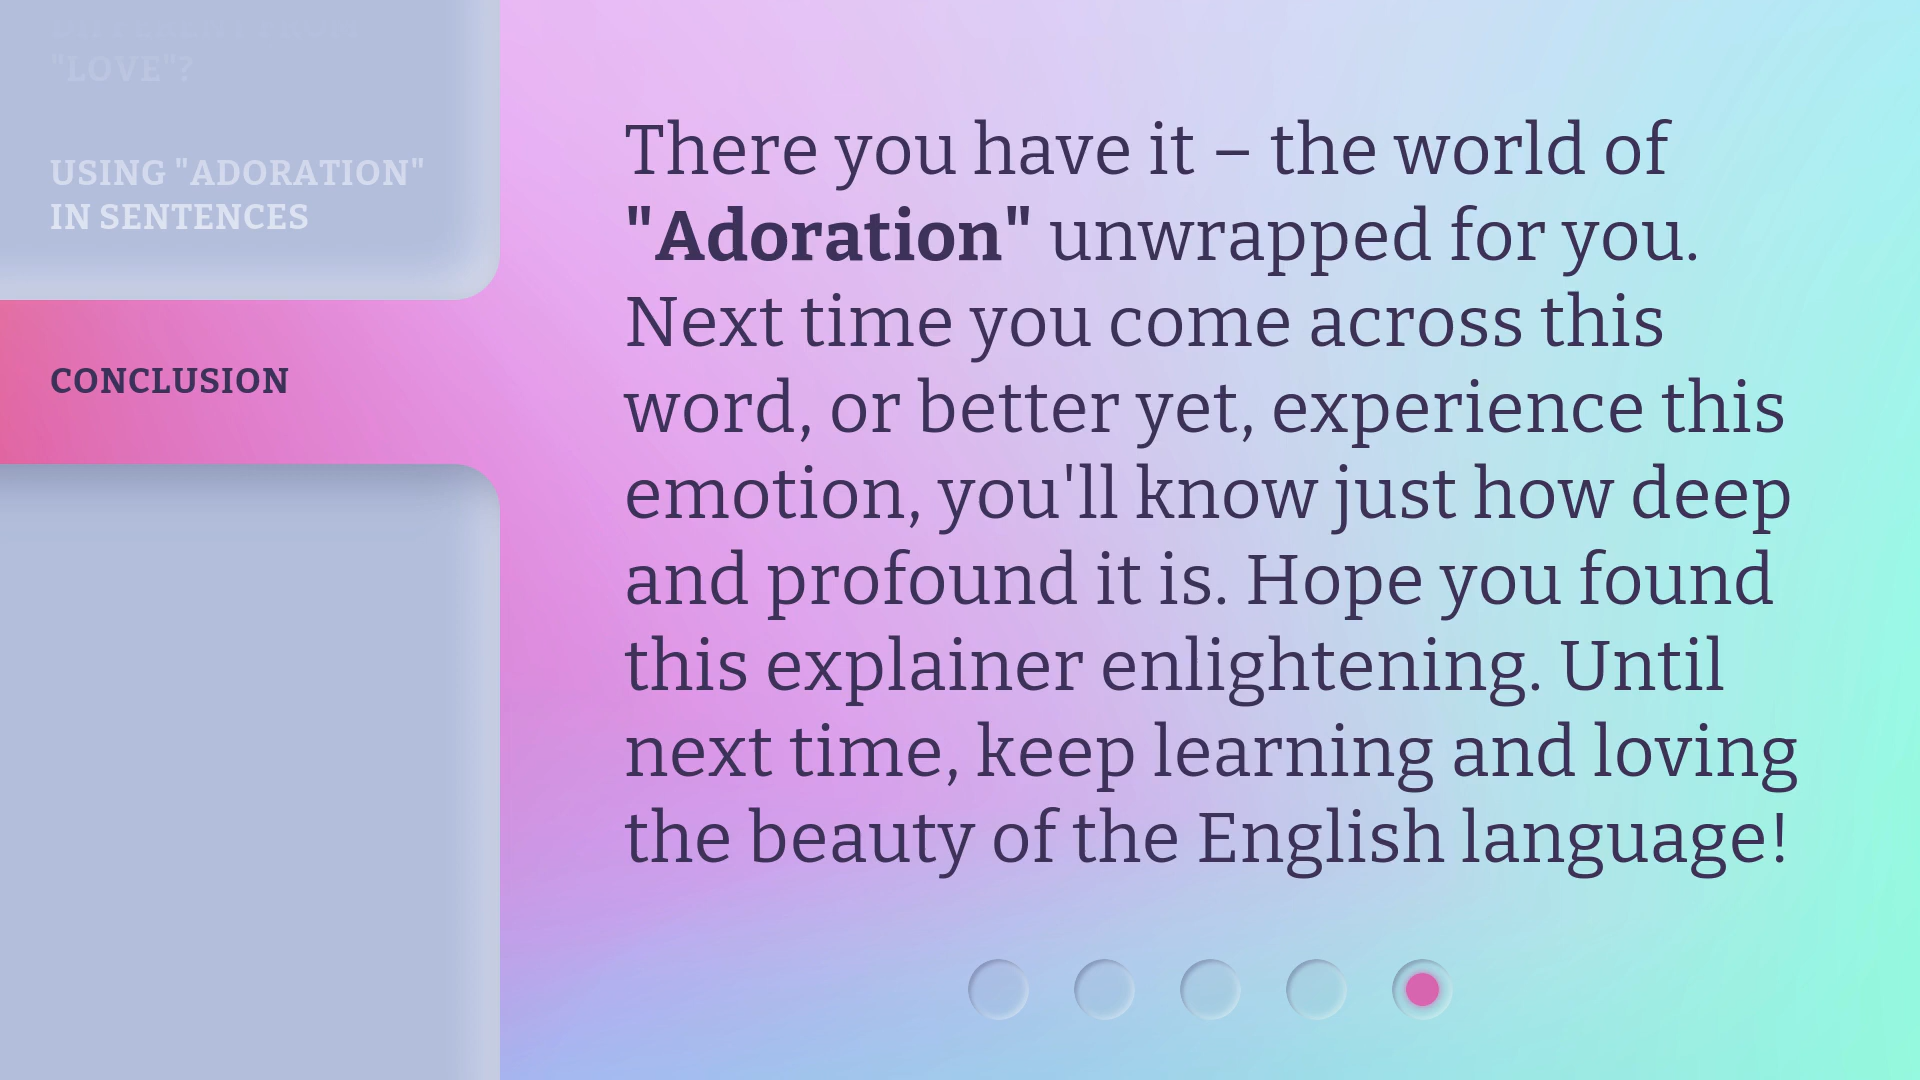 "LOVE"?
USING "ADORATION"
IN SENTENCES
CONCLUSION
There you have it – the world of
"Adoration" unwrapped for you.
Next time you come across this
word, or better yet, experience this
emotion, you'll know just how deep
and profound it is. Hope you found
this explainer enlightening. Until
next time, keep learning and loving
the beauty of the English language!